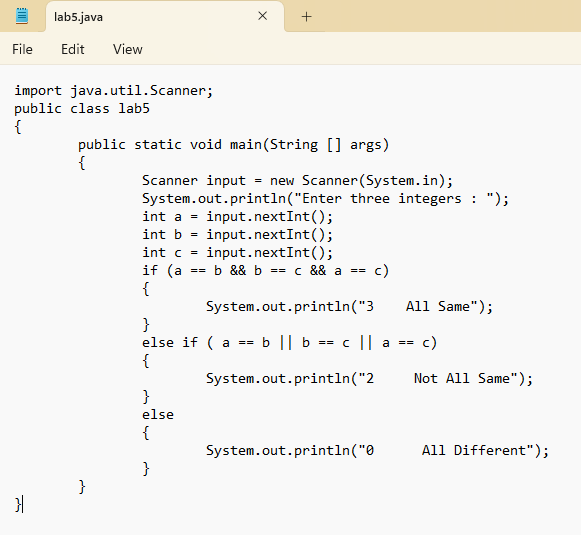 lab5.java
File Edit View
import java.util.Scanner;
public class lab5
{
        public static void main(String [] args)
        {
                Scanner input = new Scanner(System.in);
                System.out.println("Enter three integers : ");
                int a = input.nextInt();
                int b = input.nextInt();
                int c = input.nextInt();
                if (a == b && b == c && a == c)
                {
                        System.out.println("3    All Same");
                }
                else if ( a == b || b == c || a == c)
                {
                        System.out.println("2     Not All Same");
                }
                else
                {
                        System.out.println("0      All Different");
                }
        }
}